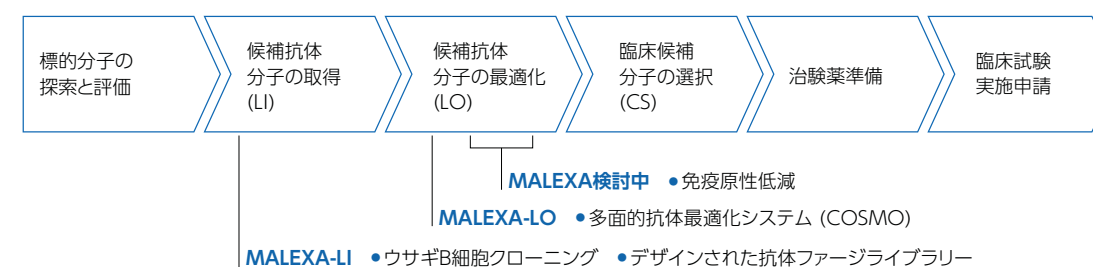 標的分子の
探索と評価
候補抗体
分子の取得
(LI)
候補抗体
分子の最適化
(LO)
臨床候補
分子の選択
(CS)
治験薬準備
臨床試験
実施申請
MALEXA検討中 ●免疫原性低減
MALEXA-LO ●多面的抗体最適化システム (COSMO)
MALEXA-LI ●ウサギB細胞クローニング ●デザインされた抗体ファージライブラリー